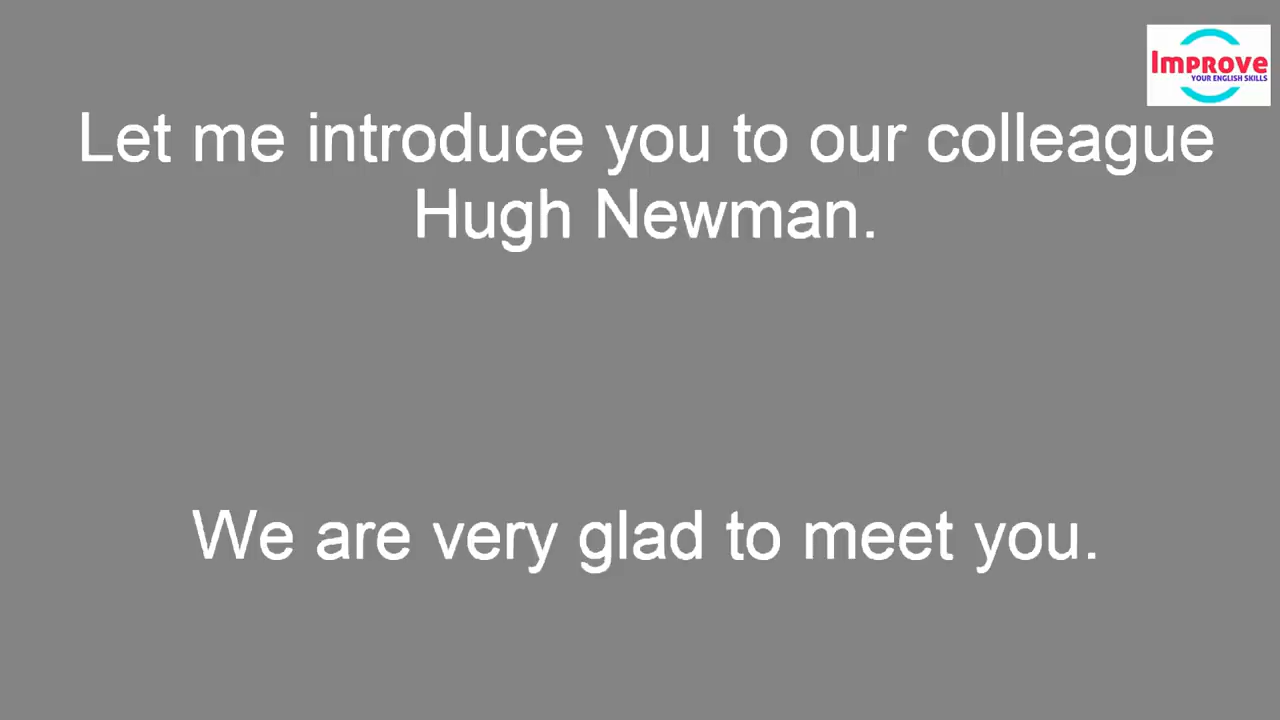 Improve
YOUR ENGLISH SKILLS
Let me introduce you to our colleague
Hugh Newman.
We are very glad to meet you.